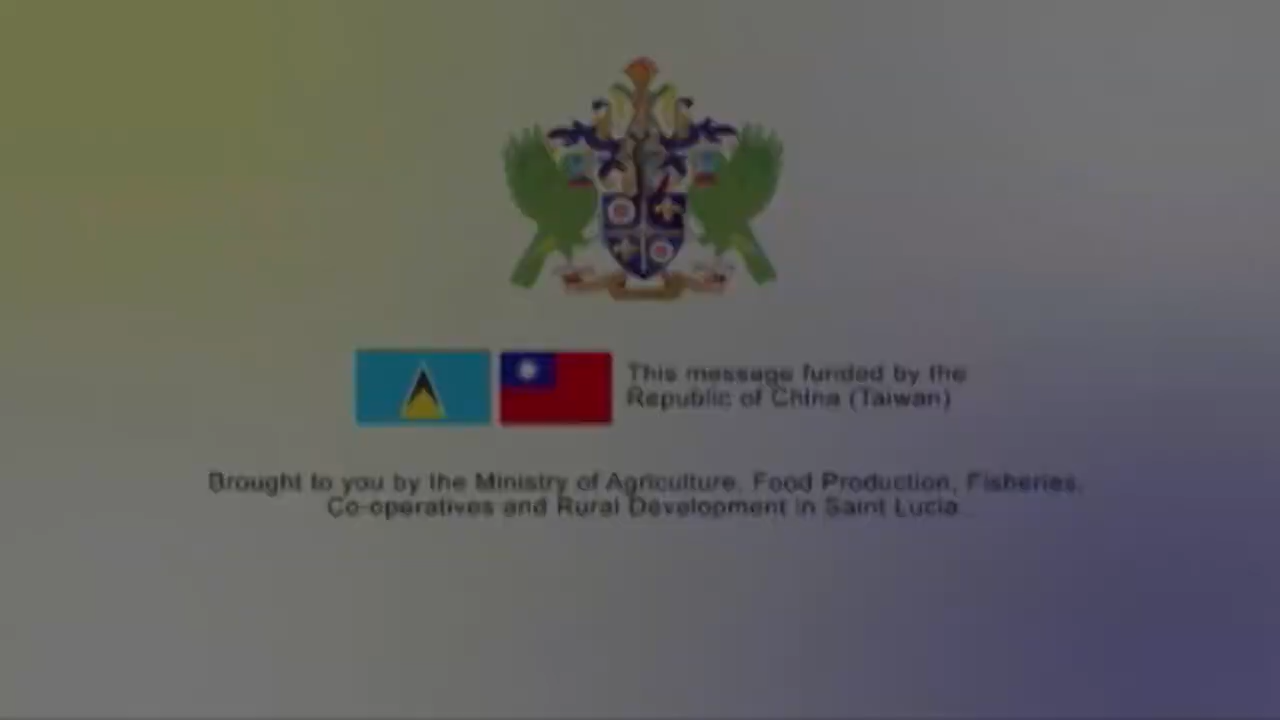 This message funded by the
Republic of China (Taiwan)
Brought to you by the Ministry of Agriculture, Food Production, Fisheries,
Co-operatives and Rural Development in Saint Lucia